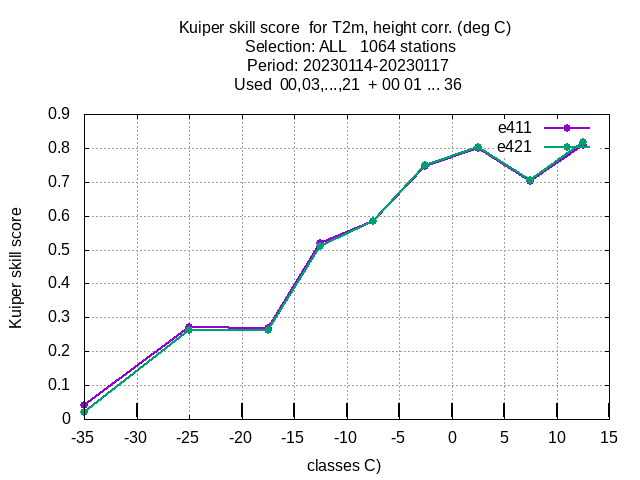 Kuiper skill score  for T2m, height corr. (deg C)
Selection: ALL   1064 stations
Period: 20230114-20230117
Used  00,03,...,21  + 00 01 ... 36
e411
e421
0.9
0.8
0.7
0.6
0.5
0.4
0.3
0.2
0.1
0
Kuiper skill score
-35 -30 -25 -20 -15 -10 -5 0 5 10 15
classes C)